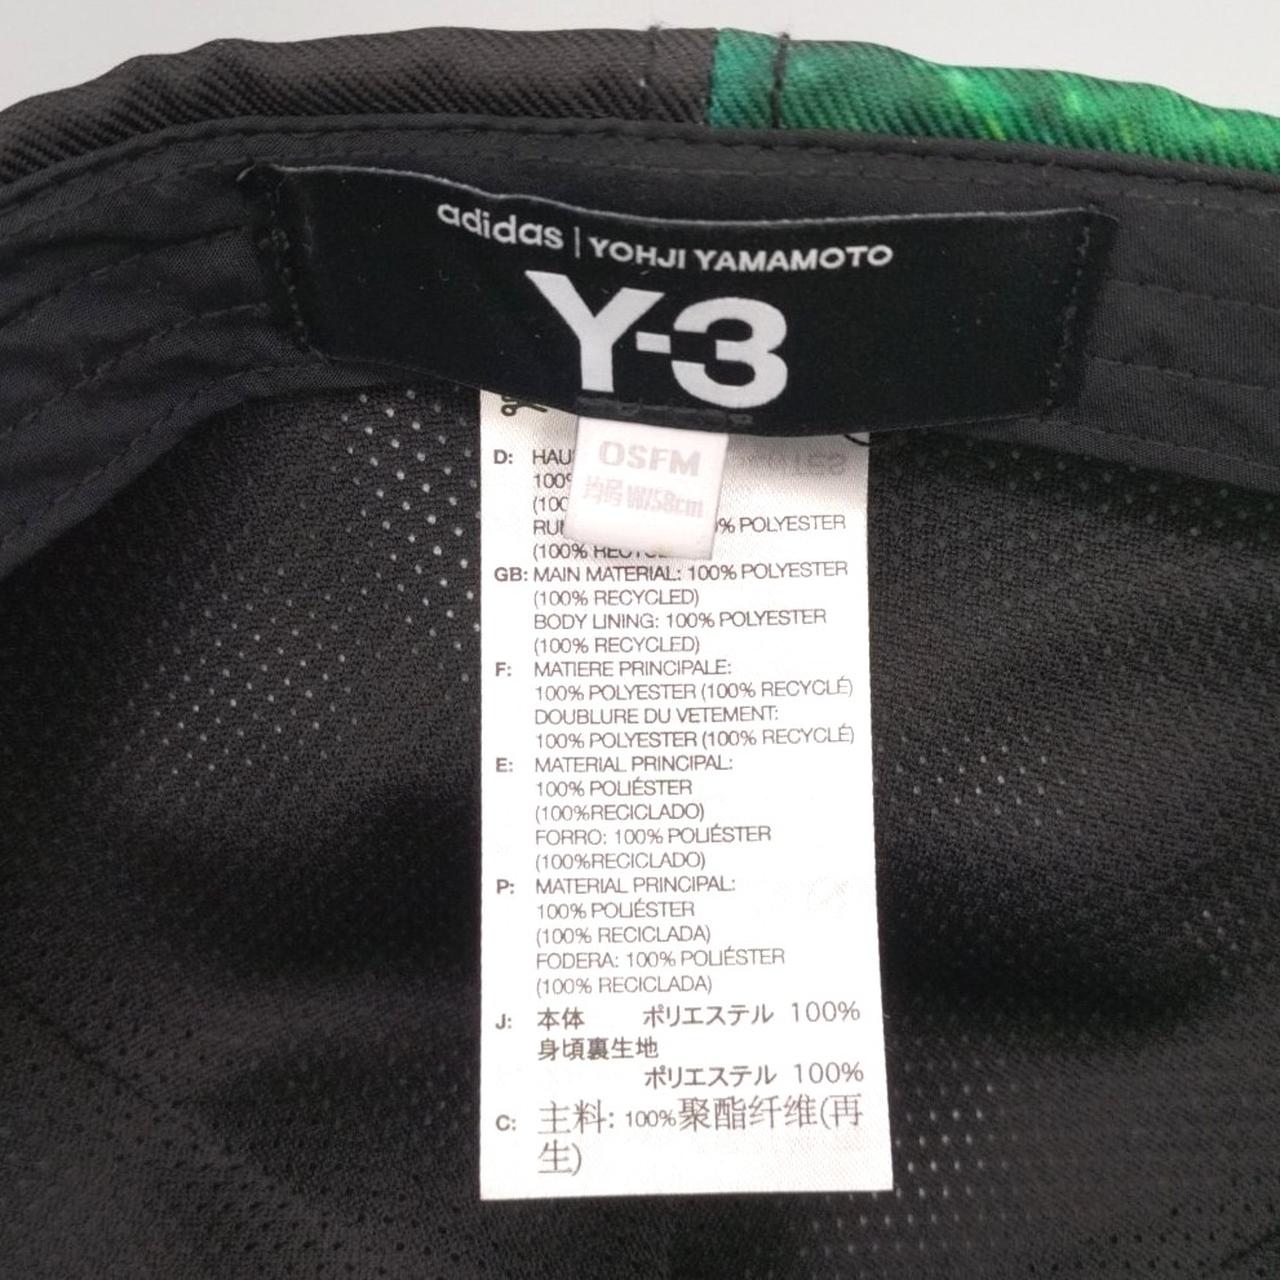 adidas | YOHJI YAMAMOTO
Y-3
OSFM
均码 W/58cm
D: HAU
100%
(100
RU % POLYESTER
(100%
GB: MAIN MATERIAL: 100% POLYESTER
(100% RECYCLED)
BODY LINING: 100% POLYESTER
(100% RECYCLED)
F: MATIERE PRINCIPALE:
100% POLYESTER (100% RECYCLÉ)
DOUBLURE DU VETEMENT:
100% POLYESTER (100% RECYCLÉ)
E: MATERIAL PRINCIPAL:
100% POLIÉSTER
(100%RECICLADO)
FORRO: 100% POLIÉSTER
(100%RECICLADO)
P: MATERIAL PRINCIPAL:
100% POLIÉSTER
(100% RECICLADA)
FODERA: 100% POLIÉSTER
(100% RECICLADA)
J: 本体 ポリエステル 100%
身頃裏生地
ポリエステル 100%
C: 主料: 100%聚酯纤维(再
生)